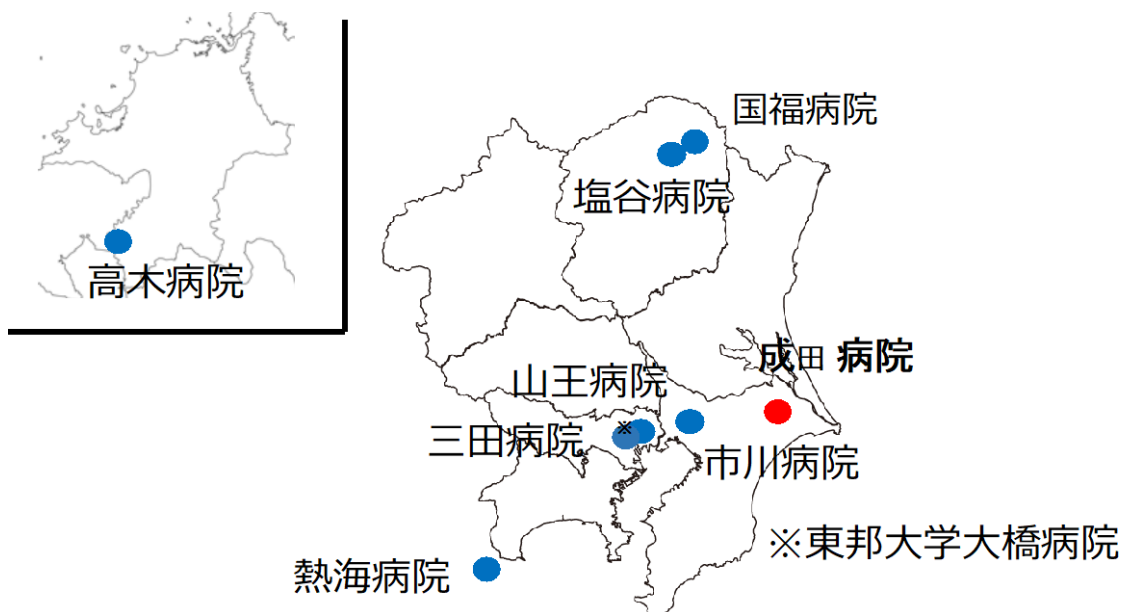 国福病院
塩谷病院
高木病院
成田 病院
山王病院
※
三田病院
市川病院
※東邦大学大橋病院
熱海病院